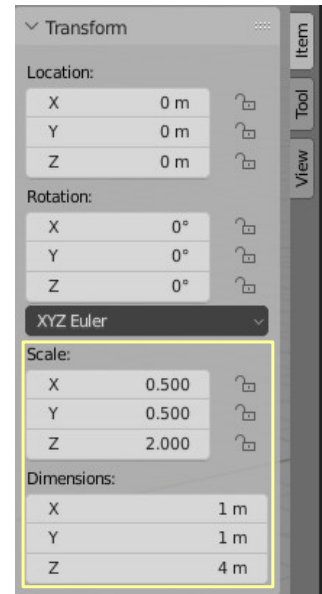 Transform
Item
Location:
X 0 m
Tool
Y 0 m
Z 0 m
View
Rotation:
X 0°
Y 0°
Z 0°
XYZ Euler
Scale:
X 0.500
Y 0.500
Z 2.000
Dimensions:
X 1 m
Y 1 m
Z 4 m